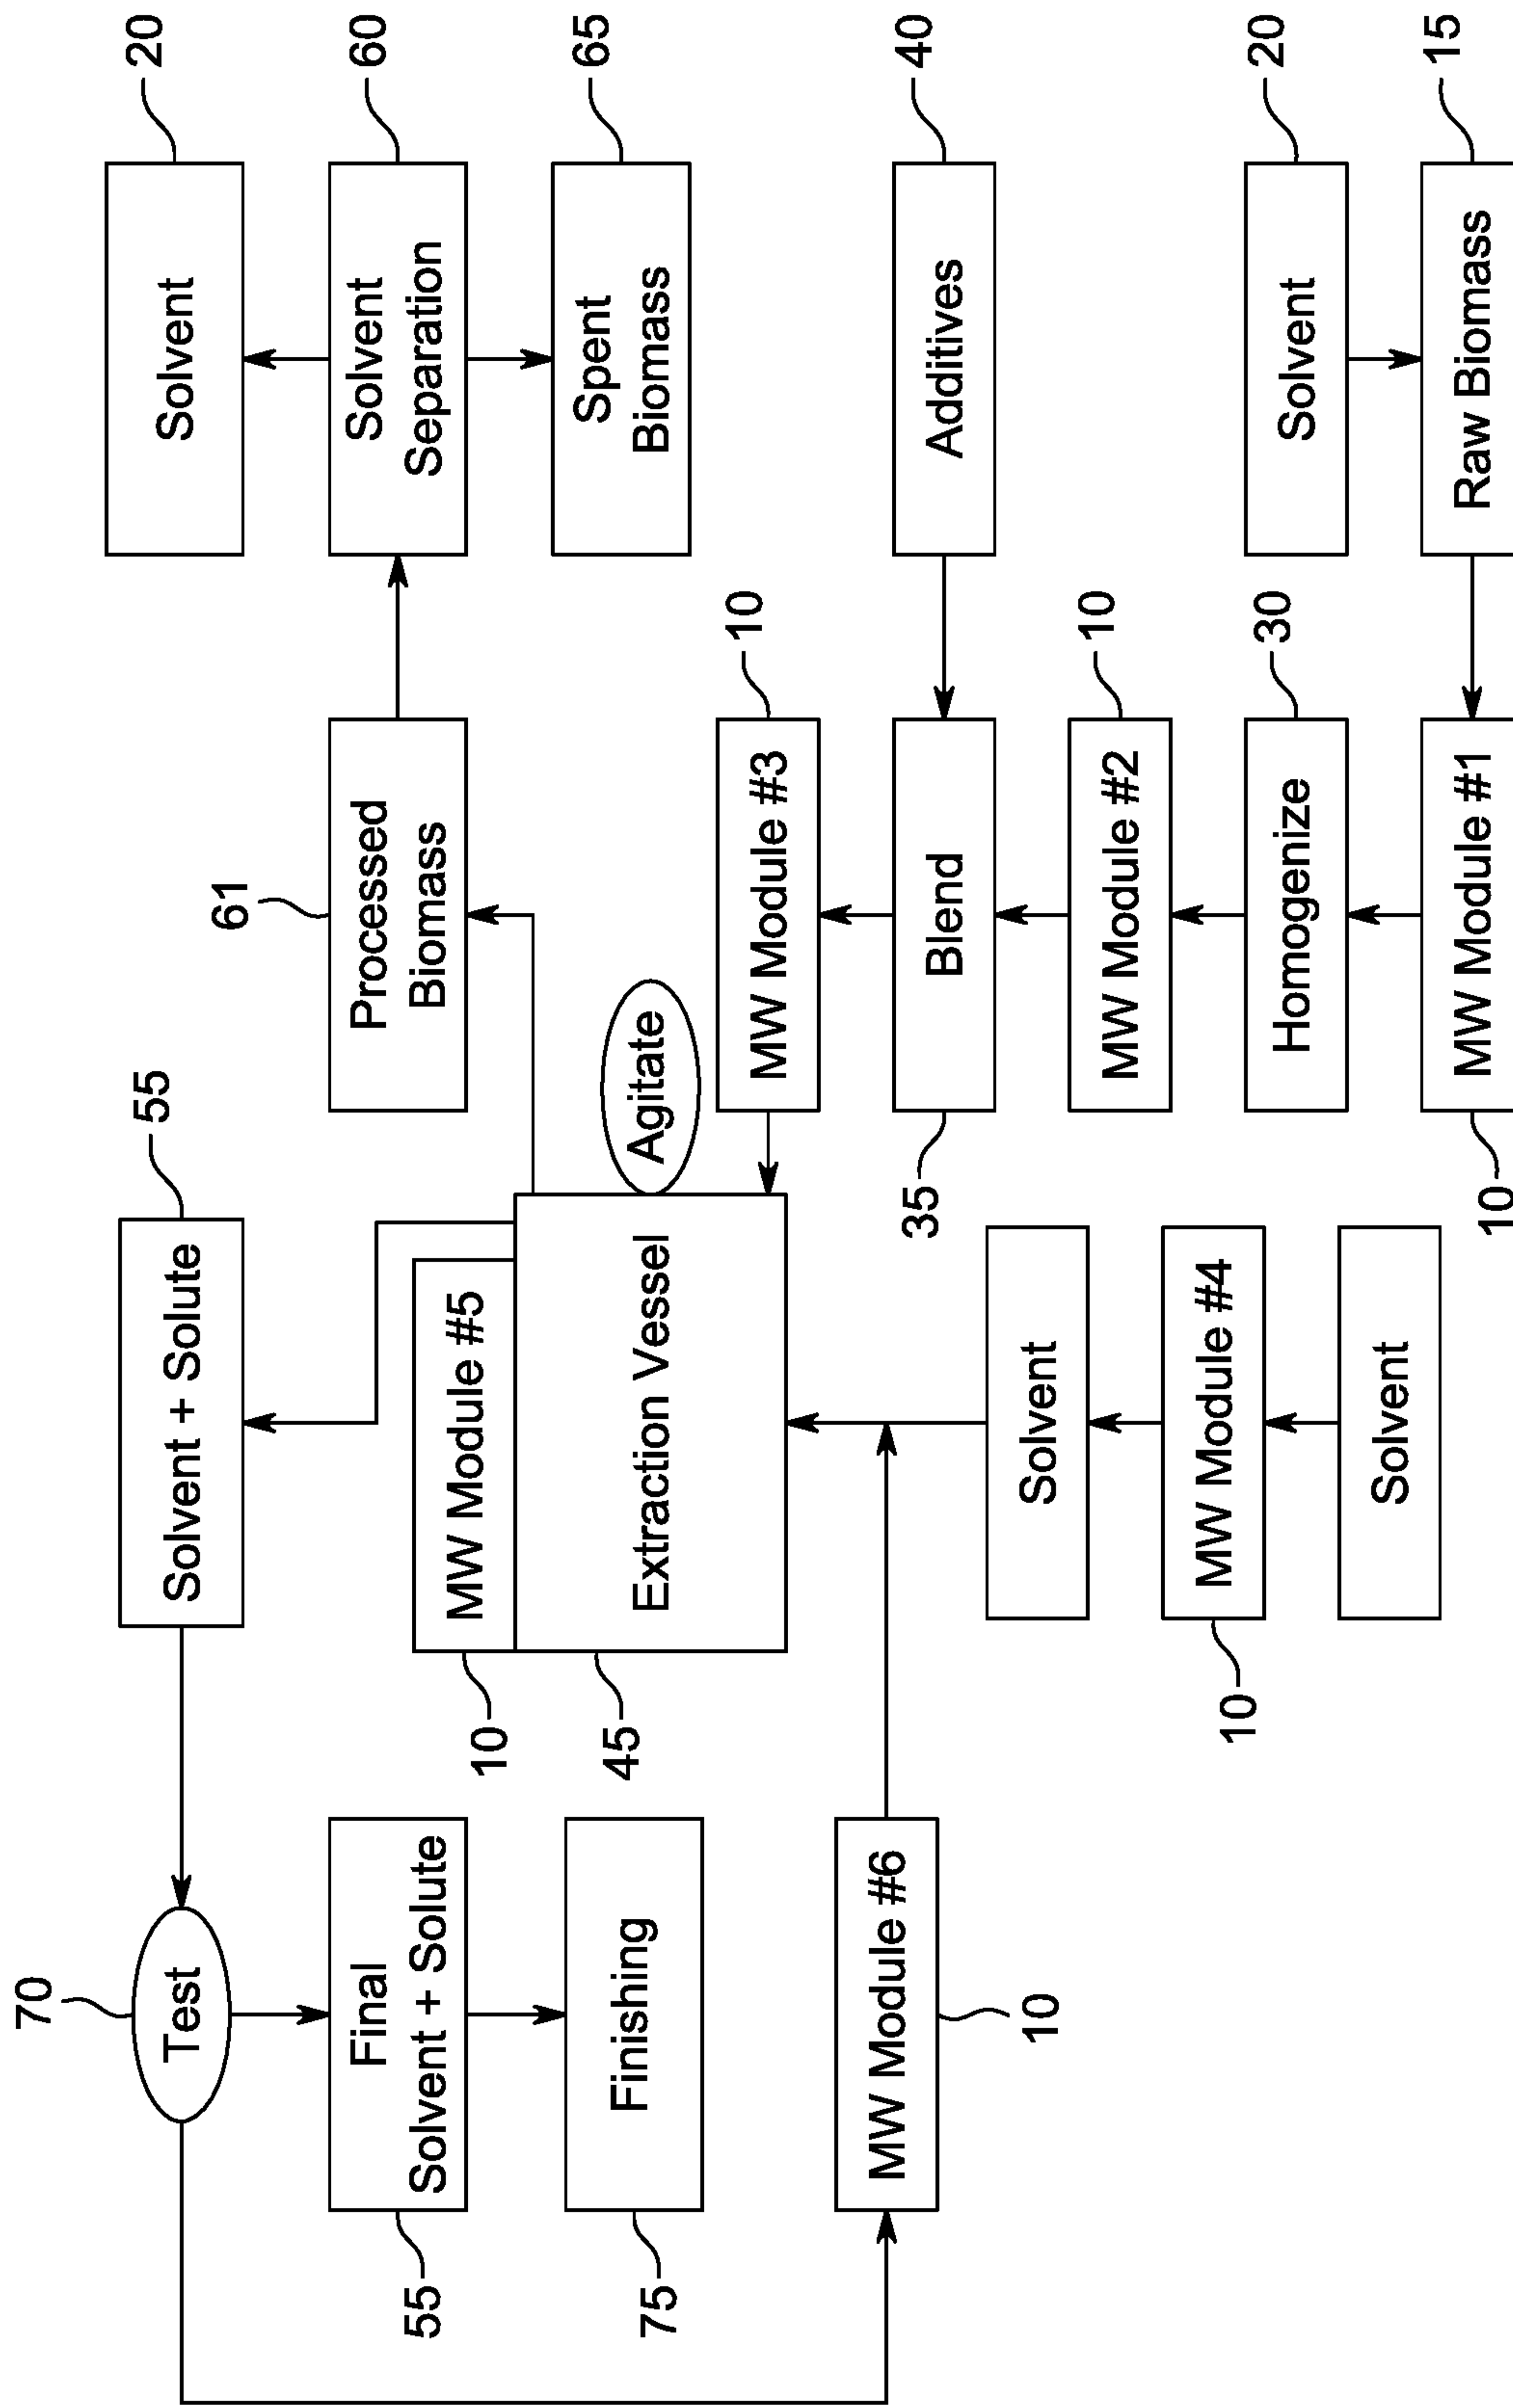 70
55
20
Test
Solvent + Solute
Solvent
61
60
Final
Solvent + Solute
55
Processed
Biomass
Solvent
Separation
MW Module #5
10
65
Spent
Biomass
Finishing
75
Extraction Vessel
45
Agitate
10
MW Module #3
MW Module #6
10
40
35
Blend
Additives
Solvent
10
MW Module #2
MW Module #4
10
30
20
Homogenize
Solvent
Solvent
15
MW Module #1
Raw Biomass
10